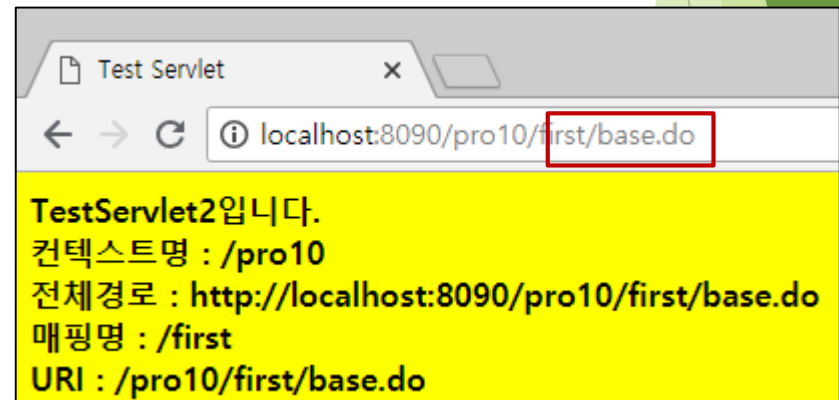 Test Servlet
localhost:8090/pro10/first/base.do
TestServlet2입니다.
컨텍스트명 : /pro10
전체경로 : http://localhost:8090/pro10/first/base.do
매핑명 : /first
URI : /pro10/first/base.do